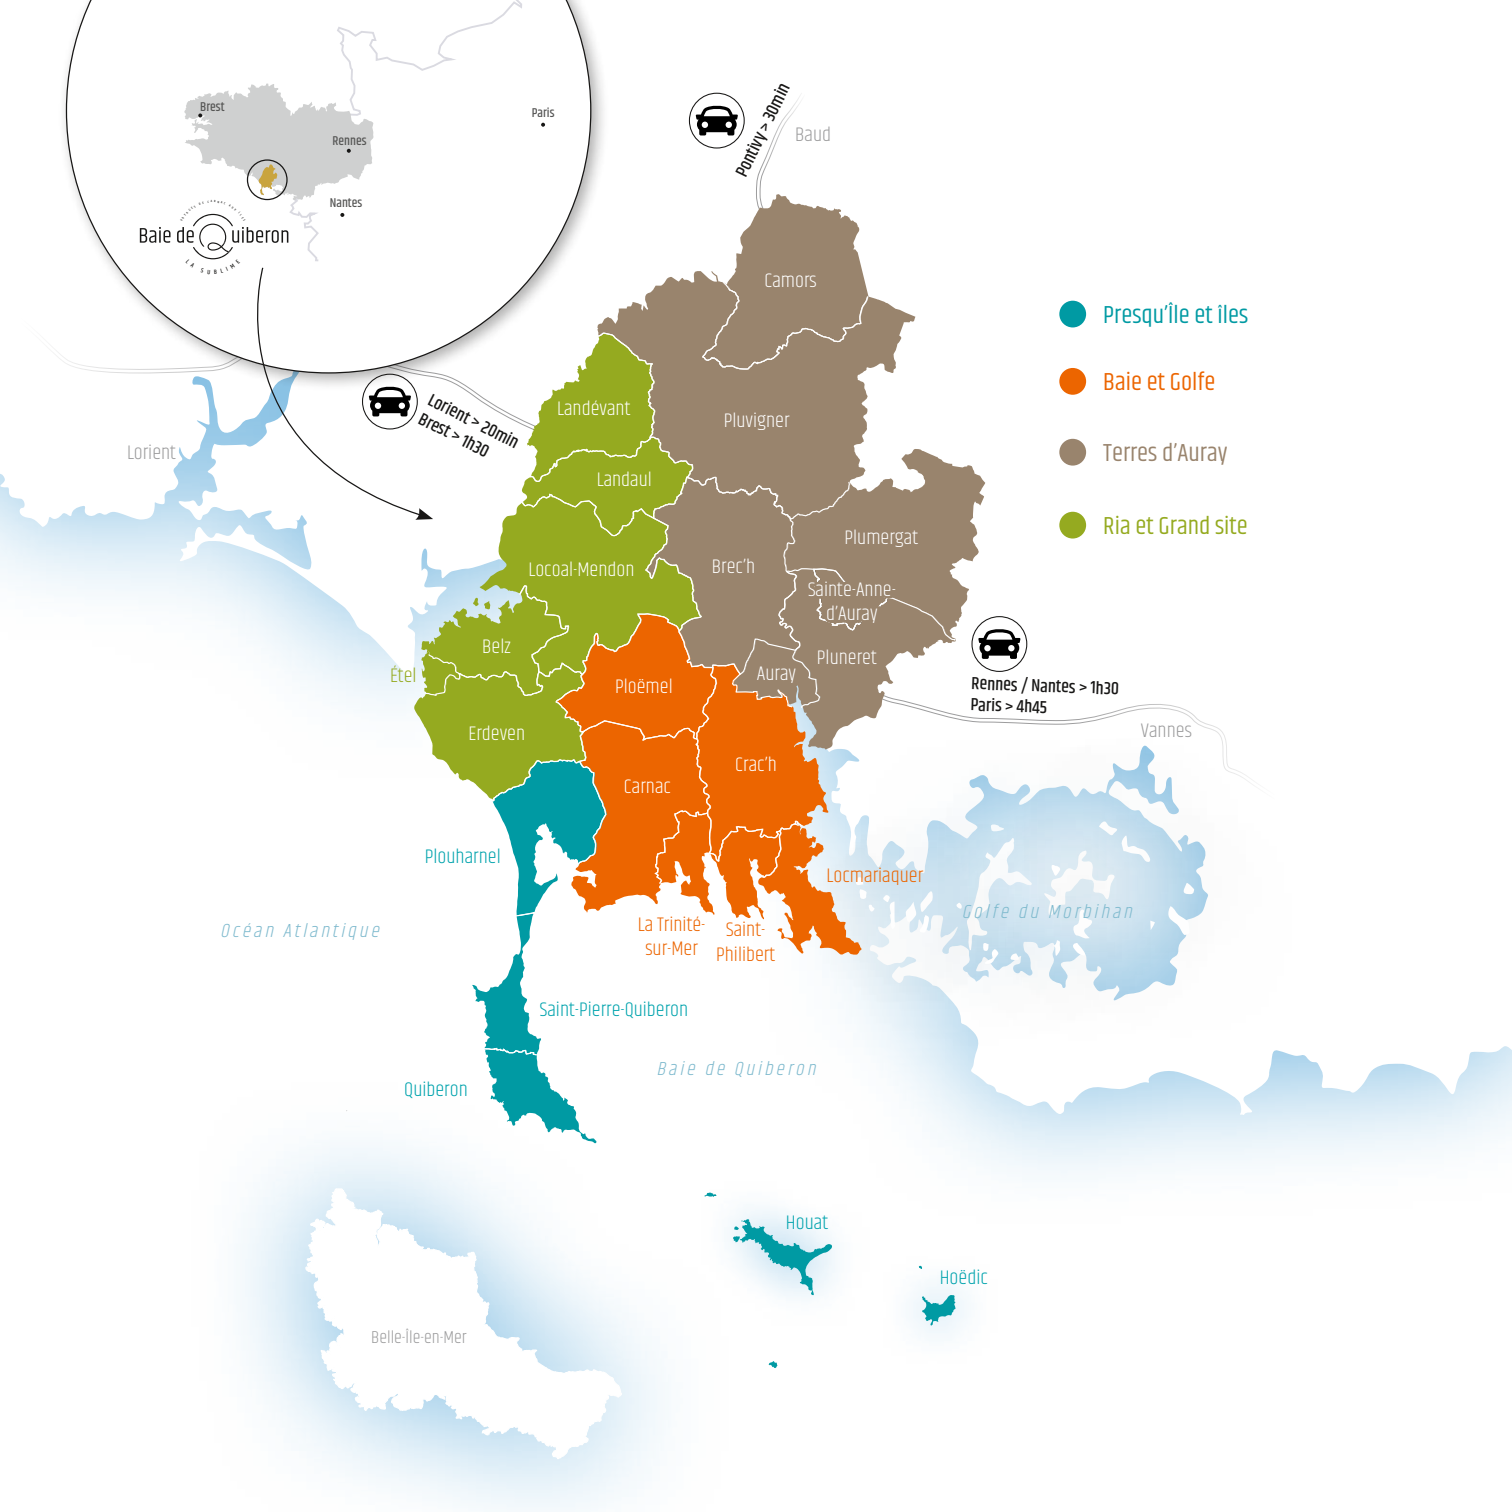 Brest
Rennes
Paris
Nantes
Baie de Quiberon
LA SUBLIME
Pontivy > 30min
Baud
Camors
Presqu'Île et îles
Baie et Golfe
Terres d'Auray
Ria et Grand site
Lorient > 20min
Brest > 1h30
Lorient
Landévant
Pluvigner
Landaul
Locoal-Mendon
Brec'h
Plumergat
Sainte-Anne-
d'Auray
Belz
Étel
Pluneret
Auray
Ploëmel
Erdeven
Rennes / Nantes > 1h30
Paris > 4h45
Vannes
Crac'h
Carnac
Plouharnel
Locmariaquer
Golfe du Morbihan
Océan Atlantique
La Trinité-
sur-Mer
Saint-
Philibert
Saint-Pierre-Quiberon
Baie de Quiberon
Quiberon
Houat
Hoëdic
Belle-Île-en-Mer